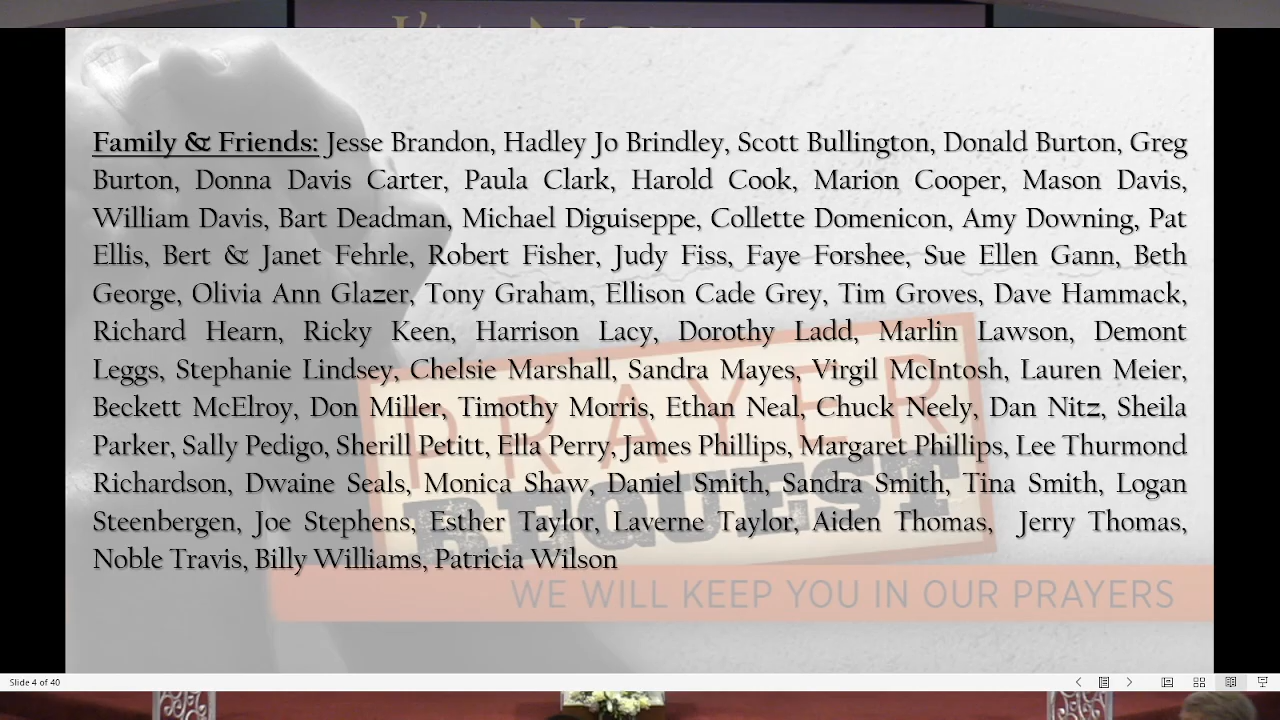 Family & Friends: Jesse Brandon, Hadley Jo Brindley, Scott Bullington, Donald Burton, Greg
Burton, Donna Davis Carter, Paula Clark, Harold Cook, Marion Cooper, Mason Davis,
William Davis, Bart Deadman, Michael Diguiseppe, Collette Domenicon, Amy Downing, Pat
Ellis, Bert & Janet Fehrle, Robert Fisher, Judy Fiss, Faye Forshee, Sue Ellen Gann, Beth
George, Olivia Ann Glazer, Tony Graham, Ellison Cade Grey, Tim Groves, Dave Hammack,
Richard Hearn, Ricky Keen, Harrison Lacy, Dorothy Ladd, Marlin Lawson, Demont
Leggs, Stephanie Lindsey, Chelsie Marshall, Sandra Mayes, Virgil McIntosh, Lauren Meier,
Beckett McElroy, Don Miller, Timothy Morris, Ethan Neal, Chuck Neely, Dan Nitz, Sheila
Parker, Sally Pedigo, Sherill Petitt, Ella Perry, James Phillips, Margaret Phillips, Lee Thurmond
Richardson, Dwaine Seals, Monica Shaw, Daniel Smith, Sandra Smith, Tina Smith, Logan
Steenbergen, Joe Stephens, Esther Taylor, Laverne Taylor, Aiden Thomas, Jerry Thomas,
Noble Travis, Billy Williams, Patricia Wilson
PRAYER
REQUEST
WE WILL KEEP YOU IN OUR PRAYERS
Slide 4 of 40